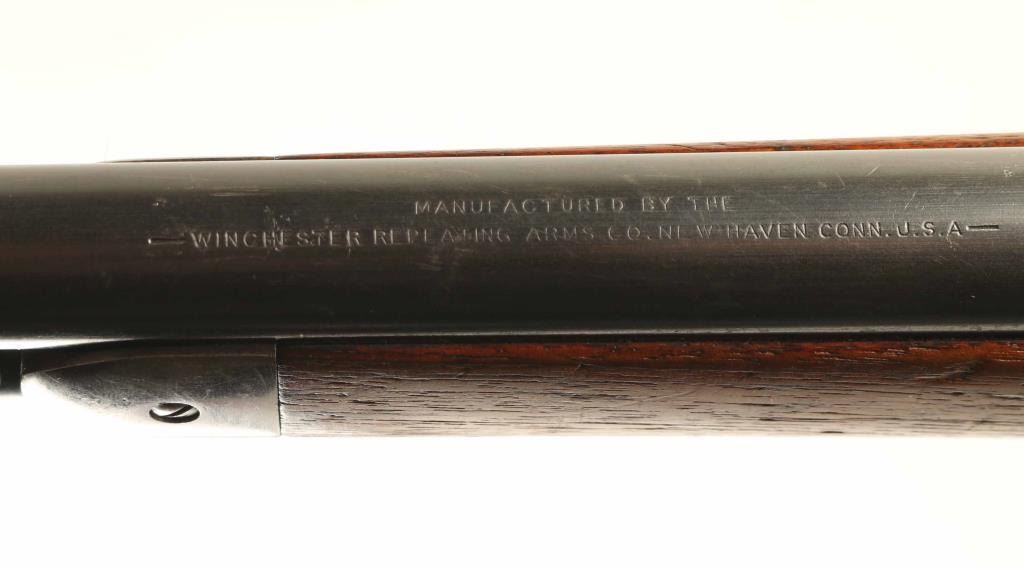 MANUFACTURED BY THE
—WINCHESTER REPEATING ARMS CO. NEW HAVEN CONN. U.S.A—